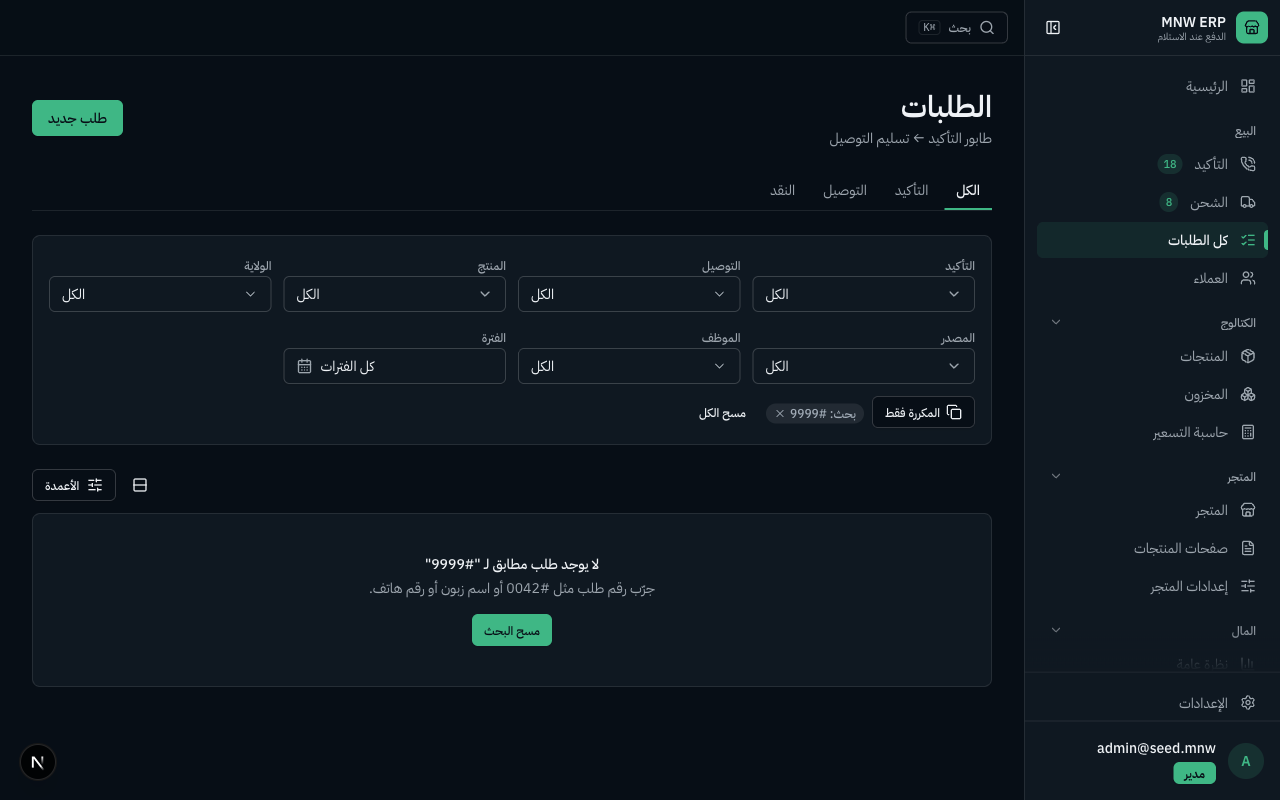 MNW ERP
الدفع عند الاستلام
الرئيسية
البيع
التأكيد 18
الشحن 8
كل الطلبات
العملاء
الكتالوج
المنتجات
المخزون
حاسبة التسعير
المتجر
المتجر
صفحات المنتجات
إعدادات المتجر
المال
نظرة عامة
الإعدادات
A
admin@seed.mnw
مدير
بحث ⌘K
الطلبات
طابور التأكيد ← تسليم التوصيل
طلب جديد
الكل التأكيد التوصيل النقد
التأكيد التوصيل المنتج الولاية
الكل الكل الكل الكل
المصدر الموظف الفترة
الكل الكل كل الفترات
المكررة فقط بحث: #9999 × مسح الكل
الأعمدة
لا يوجد طلب مطابق لـ "#9999"
جرّب رقم طلب مثل #0042 أو اسم زبون أو رقم هاتف.
مسح البحث
N